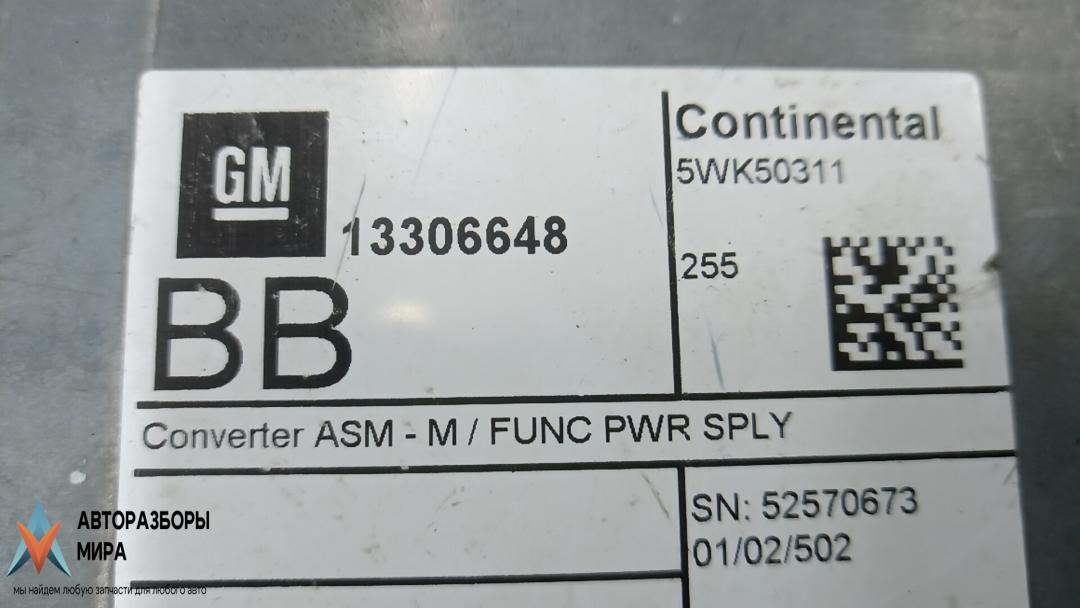 GM
13306648
BB
Continental
5WK50311
255
Converter ASM - M / FUNC PWR SPLY
SN: 52570673
01/02/502
АВТОРАЗБОРЫ
МИРА
мы найдем любую запчасти для любого авто